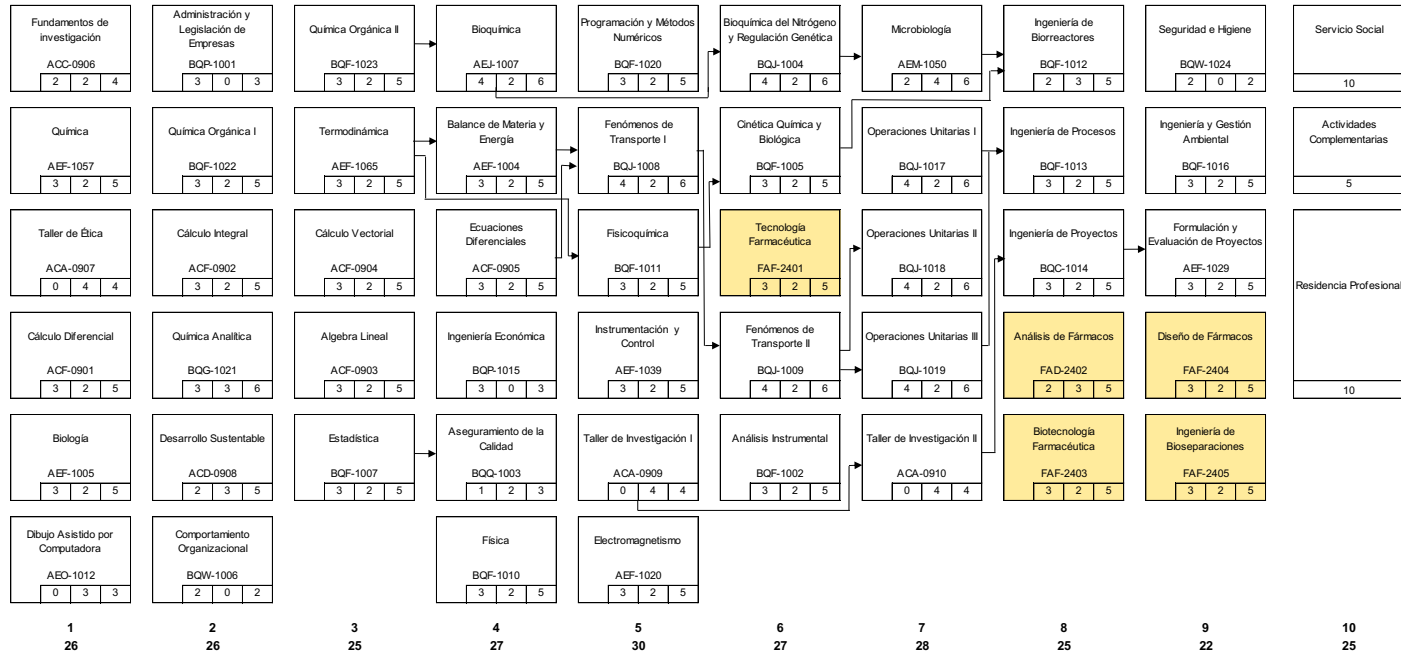 Fundamentos de
investigación
ACC-0906
2 2 4
Administración y
Legislación de
Empresas
BQP-1001
3 0 3
Química Orgánica II
BQF-1023
3 2 5
Bioquímica
AEJ-1007
4 2 6
Programación y Métodos
Numéricos
BQF-1020
3 2 5
Bioquímica del Nitrógeno
y Regulación Genética
BQJ-1004
4 2 6
Microbiología
AEM-1050
2 4 6
Ingeniería de
Biorreactores
BQF-1012
2 3 5
Seguridad e Higiene
BQW-1024
2 0 2
Servicio Social
10
Química
AEF-1057
3 2 5
Química Orgánica I
BQF-1022
3 2 5
Termodinámica
AEF-1065
3 2 5
Balance de Materia y
Energía
AEF-1004
3 2 5
Fenómenos de
Transporte I
BQJ-1008
4 2 6
Cinética Química y
Biológica
BQF-1005
3 2 5
Operaciones Unitarias I
BQJ-1017
4 2 6
Ingeniería de Procesos
BQF-1013
3 2 5
Ingeniería y Gestión
Ambiental
BQF-1016
3 2 5
Actividades
Complementarias
5
Taller de Ética
ACA-0907
0 4 4
Cálculo Integral
ACF-0902
3 2 5
Cálculo Vectorial
ACF-0904
3 2 5
Ecuaciones
Diferenciales
ACF-0905
3 2 5
Fisicoquímica
BQF-1011
3 2 5
Tecnología
Farmacéutica
FAF-2401
3 2 5
Operaciones Unitarias II
BQJ-1018
4 2 6
Ingeniería de Proyectos
BQC-1014
3 2 5
Formulación y
Evaluación de Proyectos
AEF-1029
3 2 5
Residencia Profesional
10
Cálculo Diferencial
ACF-0901
3 2 5
Química Analítica
BQG-1021
3 3 6
Algebra Lineal
ACF-0903
3 2 5
Ingeniería Económica
BQP-1015
3 0 3
Instrumentación y
Control
AEF-1039
3 2 5
Fenómenos de
Transporte II
BQJ-1009
4 2 6
Operaciones Unitarias III
BQJ-1019
4 2 6
Análisis de Fármacos
FAD-2402
2 3 5
Diseño de Fármacos
FAF-2404
3 2 5
Biología
AEF-1005
3 2 5
Desarrollo Sustentable
ACD-0908
2 3 5
Estadística
BQF-1007
3 2 5
Aseguramiento de la
Calidad
BQQ-1003
1 2 3
Taller de Investigación I
ACA-0909
0 4 4
Análisis Instrumental
BQF-1002
3 2 5
Taller de Investigación II
ACA-0910
0 4 4
Biotecnología
Farmacéutica
FAF-2403
3 2 5
Ingeniería de
Bioseparaciones
FAF-2405
3 2 5
Dibujo Asistido por
Computadora
AEO-1012
0 3 3
Comportamiento
Organizacional
BQW-1006
2 0 2
Física
BQF-1010
3 2 5
Electromagnetismo
AEF-1020
3 2 5
1 2 3 4 5 6 7 8 9 10
26 26 25 27 30 27 28 25 22 25